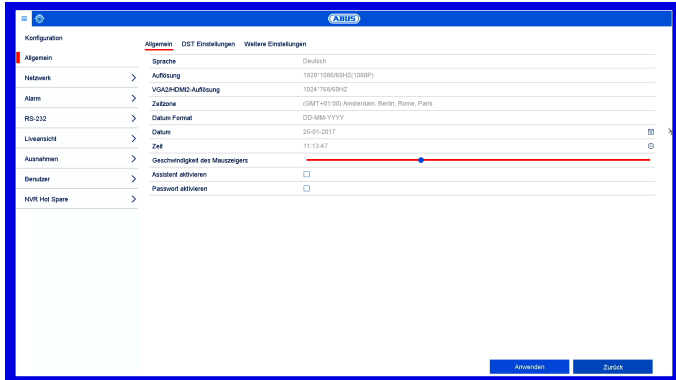 ABUS
Konfiguration
Allgemein
Netzwerk
Alarm
RS-232
Liveansicht
Ausnahmen
Benutzer
NVR Hot Spare
Allgemein DST Einstellungen Weitere Einstellungen
Sprache Deutsch
Auflösung 1920*1080/60HZ(1080P)
VGA2/HDMI2-Auflösung 1024*768/60HZ
Zeitzone (GMT+01:00) Amsterdam, Berlin, Rome, Paris
Datum Format DD-MM-YYYY
Datum 25-01-2017
Zeit 11:13:47
Geschwindigkeit des Mauszeigers
Assistent aktivieren
Passwort aktivieren
Anwenden Zurück